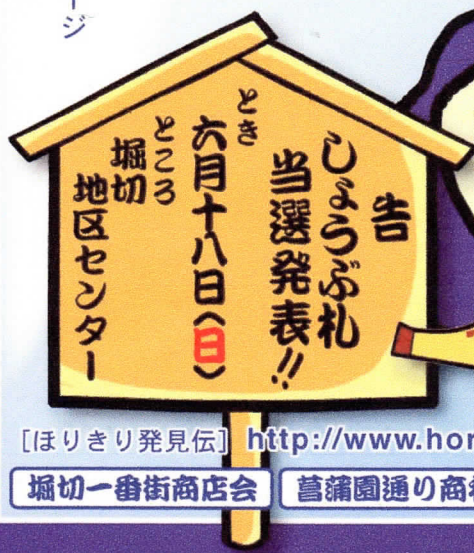 ージ
告
しょうぶ札
当選発表!!
とき
六月十八日(日)
ところ
堀切
地区センター
[ほりきり発見伝] http://www.hor
堀切一番街商店会
菖蒲園通り商